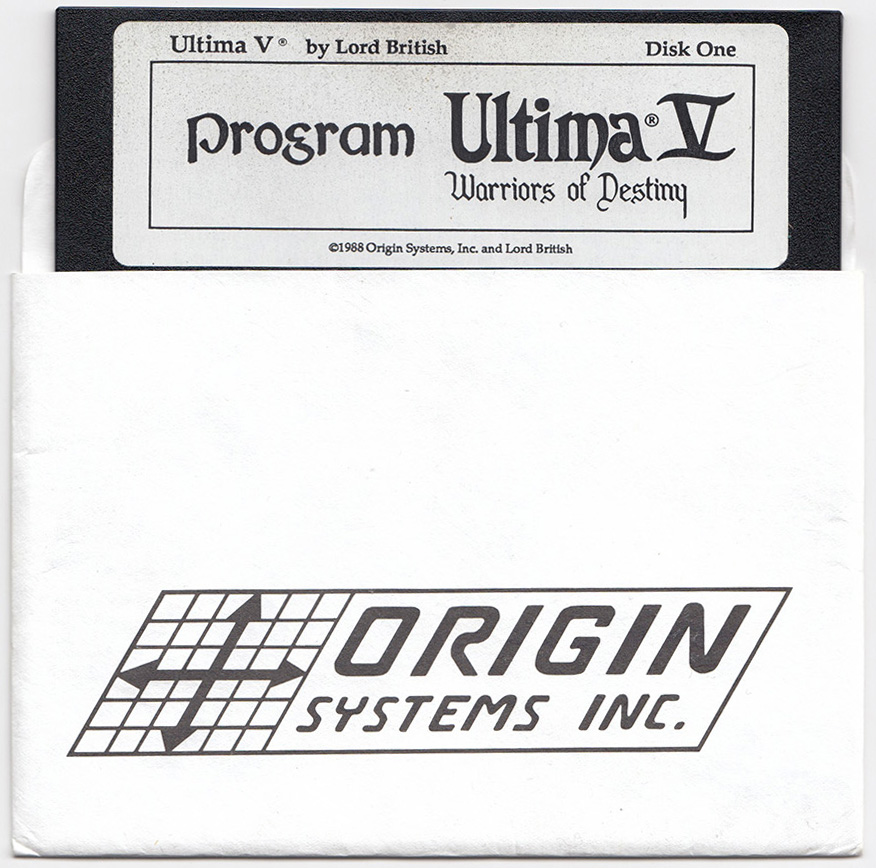 Ultima V® by Lord British Disk One
Program Ultima® V
Warriors of Destiny
©1988 Origin Systems, Inc. and Lord British
ORIGIN
SYSTEMS INC.